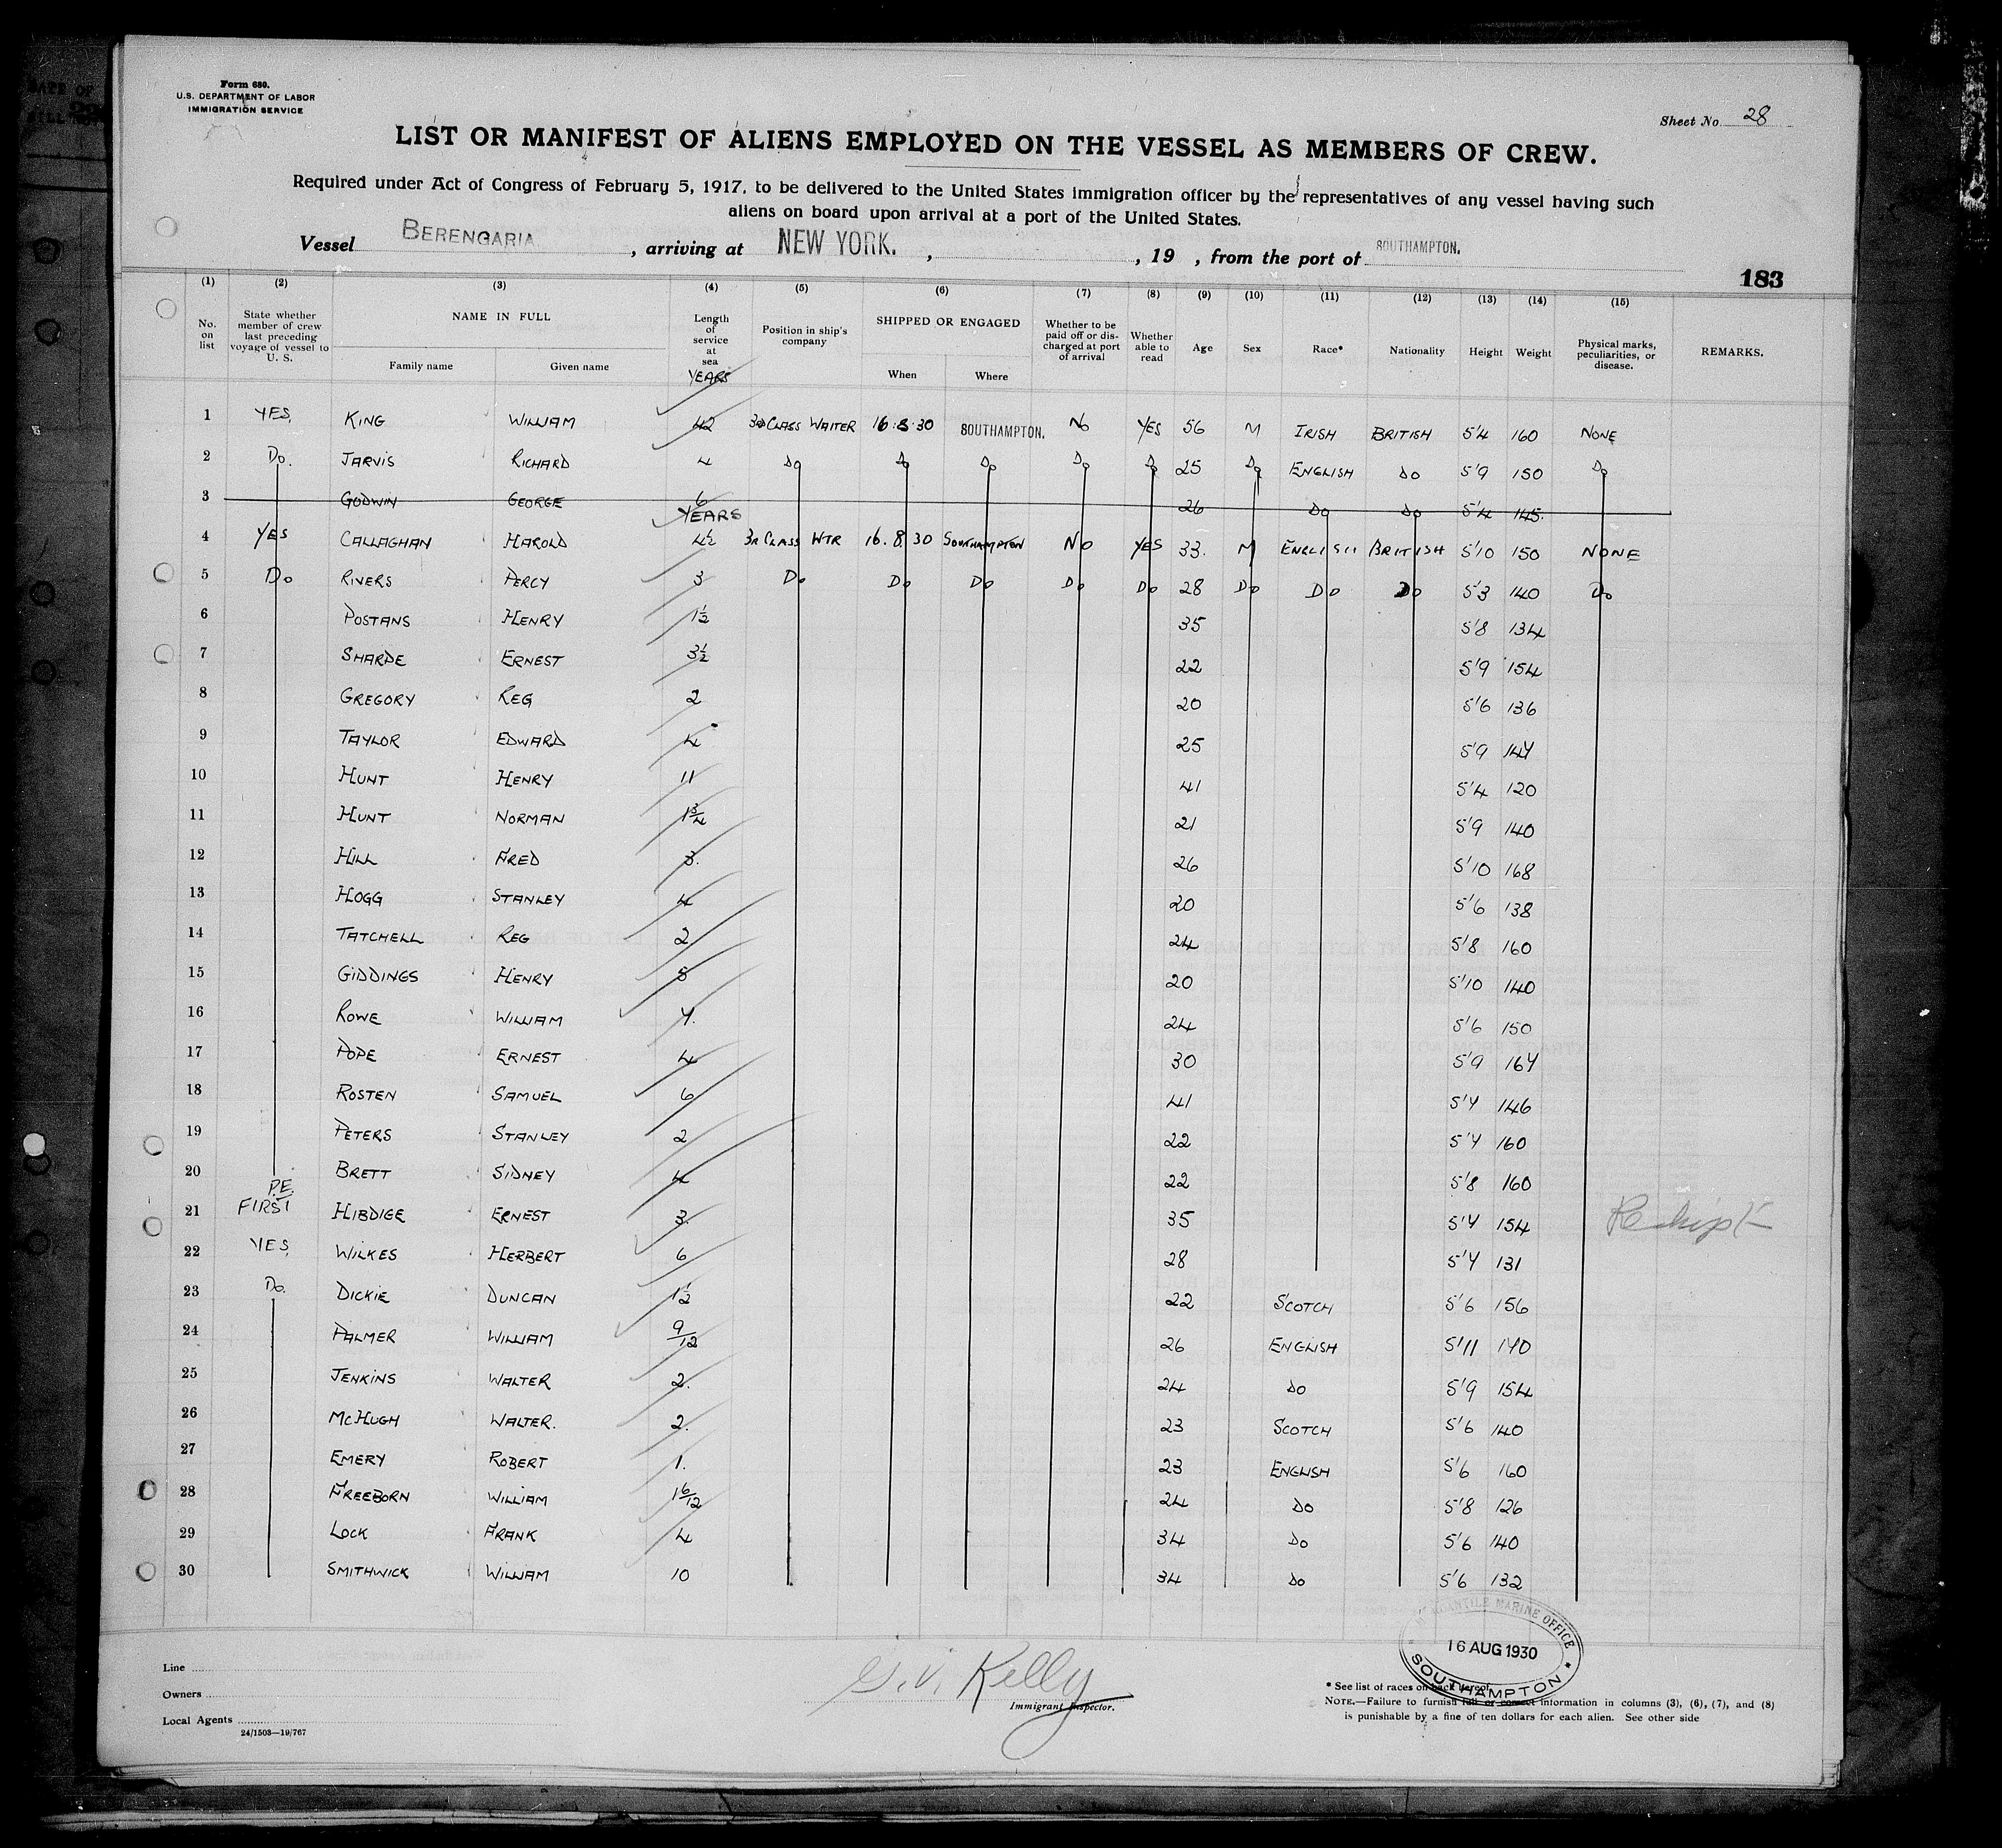 Form 680.
U.S. DEPARTMENT OF LABOR
IMMIGRATION SERVICE
Sheet No. 28
LIST OR MANIFEST OF ALIENS EMPLOYED ON THE VESSEL AS MEMBERS OF CREW.
Required under Act of Congress of February 5, 1917, to be delivered to the United States immigration officer by the representatives of any vessel having such
aliens on board upon arrival at a port of the United States.
Vessel BERENGARIA, arriving at NEW YORK. , , 19 , from the port of SOUTHAMPTON.
183
(1) (2) (3) (4) (5) (6) (7) (8) (9) (10) (11) (12) (13) (14) (15)
No. on list State whether member of crew last preceding voyage of vessel to U. S. NAME IN FULL Family name Given name Length of service at sea YEARS Position in ship's company SHIPPED OR ENGAGED When Where Whether to be paid off or discharged at port of arrival Whether able to read Age Sex Race* Nationality Height Weight Physical marks, peculiarities, or disease. REMARKS.
1 YES, KING WILLIAM 42 3RD CLASS WAITER 16.8.30 SOUTHAMPTON. NO YES 56 M IRISH BRITISH 5'4 160 NONE
2 Do. JARVIS RICHARD 4 Do Do Do Do Do 25 Do ENGLISH Do 5'9 150 Do
3 GODWIN GEORGE 6 26 Do Do 5'4 145.
YEARS
4 YES CALLAGHAN HAROLD 4½ 3R CLASS WTR 16.8.30 SOUTHAMPTON NO YES 33. M ENGLISH BRITISH 5'10 150 NONE
5 Do RIVERS PERCY 3 Do Do Do Do Do 28 Do Do Do 5'3 140 Do
6 POSTANS HENRY 1½ 35 5'8 134
7 SHARDE ERNEST 3½ 22 5'9 154
8 GREGORY REG 2 20 5'6 136
9 TAYLOR EDWARD 4 25 5'9 147
10 HUNT HENRY 11 41 5'4 120
11 HUNT NORMAN 1¾ 21 5'9 140
12 HILL FRED 3. 26 5'10 168
13 HOGG STANLEY 4 20 5'6 138
14 TATCHELL REG 2 24 5'8 160
15 GIDDINGS HENRY 5 20 5'10 140
16 ROWE WILLIAM 7. 24 5'6 150
17 POPE ERNEST 4 30 5'9 167
18 ROSTEN SAMUEL 6 41 5'7 146
19 PETERS STANLEY 2 22 5'7 160
20 BRETT SIDNEY 4 22 5'8 160
P.E.
21 FIRST HIBDIGE ERNEST 3. 35 5'7 154
22 YES, WILKES HERBERT 6 28 5'7 131
23 Do. DICKIE DUNCAN 1½ 22 SCOTCH 5'6 156
24 PALMER WILLIAM 9/12 26 ENGLISH 5'11 170
25 JENKINS WALTER 2. 24 Do 5'9 154
26 McHUGH WALTER. 2. 23 SCOTCH 5'6 140
27 EMERY ROBERT 1. 23 ENGLISH 5'6 160
28 FREEBORN WILLIAM 1 6/12 24 Do 5'8 126
29 LOCK FRANK 4 34 Do 5'6 140
30 SMITHWICK WILLIAM 10 34 Do 5'6 132
MERCANTILE MARINE OFFICE
16 AUG 1930
SOUTHAMPTON
Line
Owners
Local Agents
24/1503—19/767
G.V. Kelly
Immigrant Inspector.
* See list of races on back hereof.
NOTE.—Failure to furnish full or correct information in columns (3), (6), (7), and (8)
is punishable by a fine of ten dollars for each alien. See other side